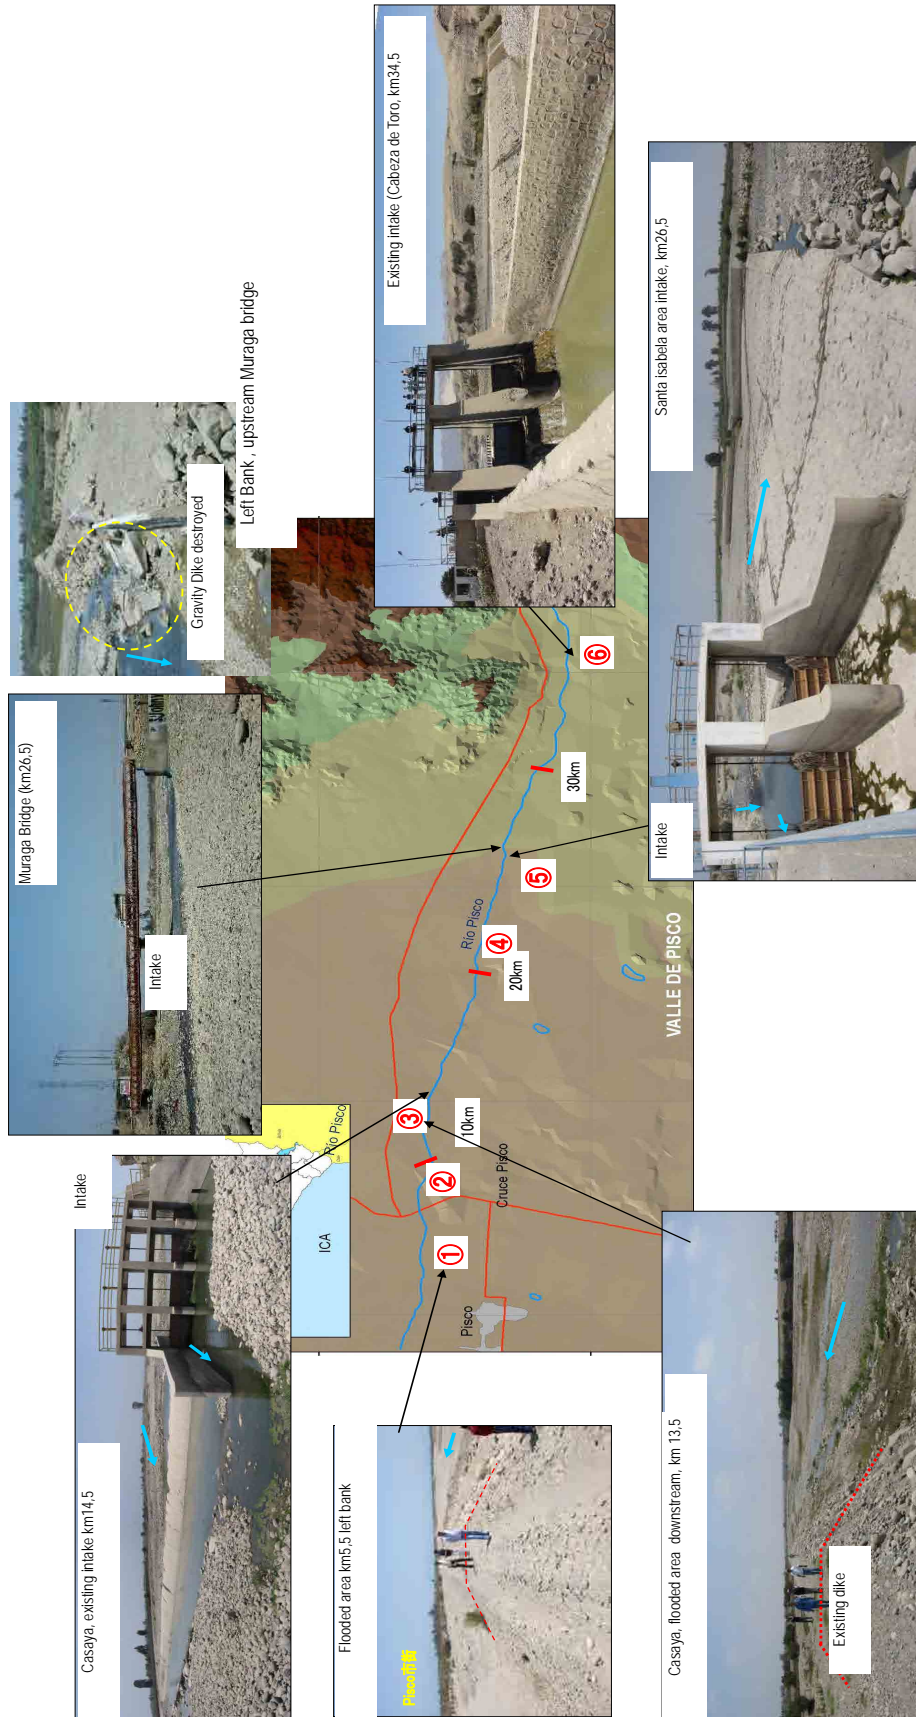 Casaya, existing intake km14,5
Intake
Muraga Bridge (km26,5)
Intake
Gravity Dike destroyed
Left Bank , upstream Muraga bridge
Flooded area km5,5 left bank
Pisco市街
ICA
Río Pisco
①
②
③
④
⑤
⑥
Pisco
Cruce Pisco
10km
Río Pisco
20km
30km
VALLE DE PISCO
Existing intake (Cabeza de Toro, km34,5
Casaya, flooded area downstream, km 13,5
Existing dike
Intake
Santa isabela area intake, km26,5